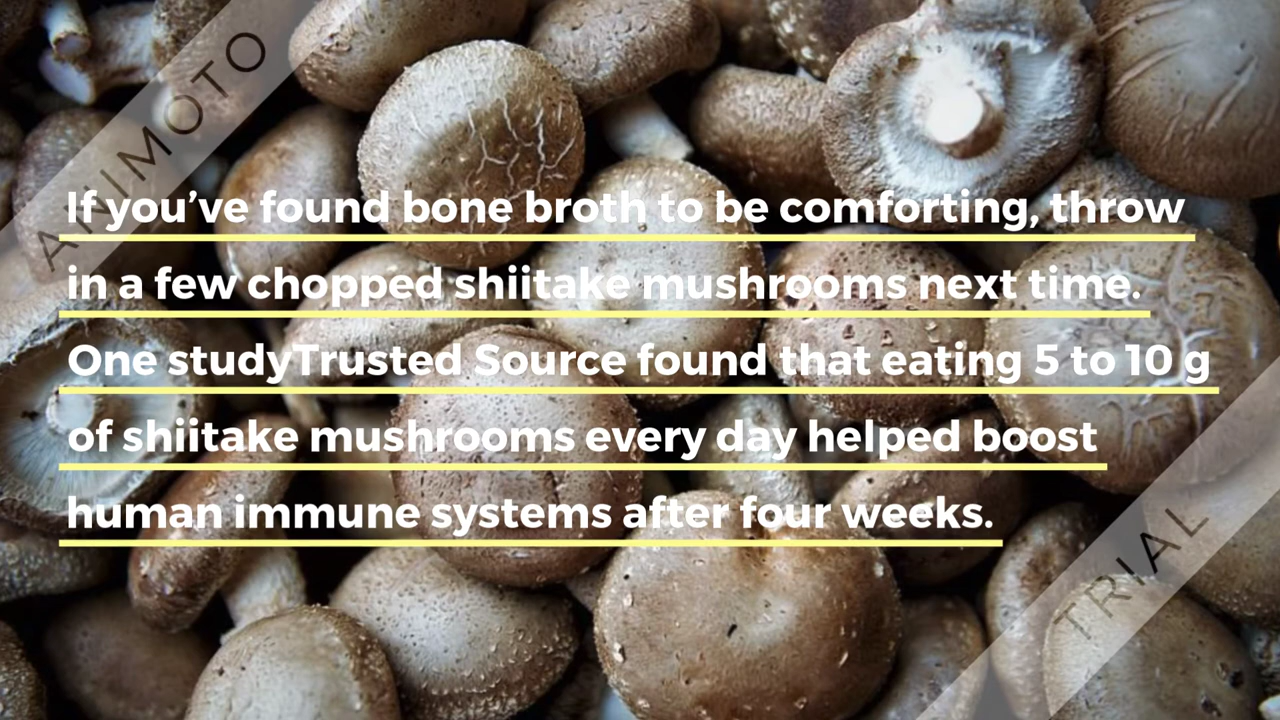 ANIMOTO
If you’ve found bone broth to be comforting, throw
in a few chopped shiitake mushrooms next time.
One studyTrusted Source found that eating 5 to 10 g
of shiitake mushrooms every day helped boost
human immune systems after four weeks.
TRIAL